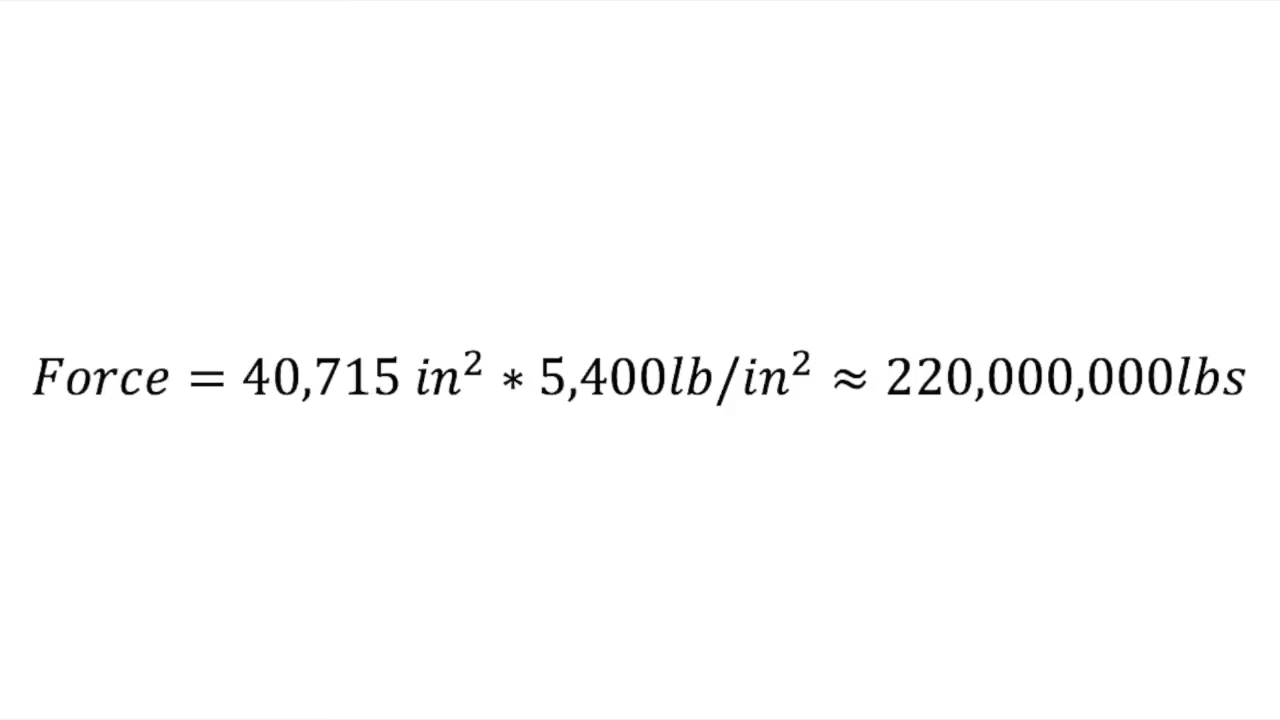 Force = 40,715 in² * 5,400lb/in² ≈ 220,000,000lbs